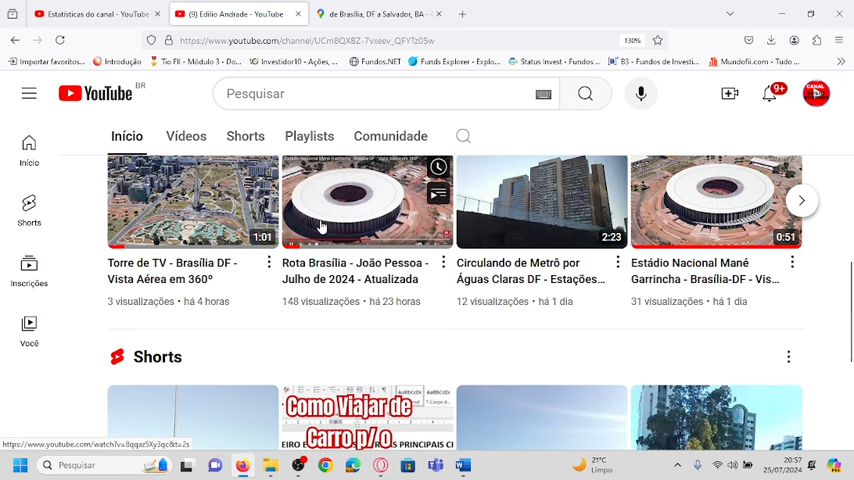 Estatísticas do canal - YouTube
(9) Edilio Andrade - YouTube
de Brasília, DF a Salvador, BA - G
https://www.youtube.com/channel/UCm8QXBZ-7vxeev_QFYTz05w
130%
Importar favoritos...
Introdução
Tio FII - Módulo 3 - Do...
Investidor10 - Ações, ...
Fundos.NET
Funds Explorer - Explo...
Status Invest - Fundos ...
B3 - Fundos de Investi...
Mundofii.com - Tudo ...
YouTube BR
Pesquisar
9+
Início
Vídeos
Shorts
Playlists
Comunidade
Início
Shorts
Inscrições
Você
1:01
2:23
0:51
Torre de TV - Brasília DF -
Vista Aérea em 360º
3 visualizações • há 4 horas
Rota Brasília - João Pessoa -
Julho de 2024 - Atualizada
148 visualizações • há 23 horas
Circulando de Metrô por
Águas Claras DF - Estações...
12 visualizações • há 1 dia
Estádio Nacional Mané
Garrincha - Brasília-DF - Vis...
31 visualizações • há 1 dia
Shorts
AaBbCcDc AaBbCcDc
Como Viajar de
Carro p/ o
https://www.youtube.com/watch?v=8qqaz5Xy3qc&t=2s
Pesquisar
21°C
Limpo
20:57
25/07/2024